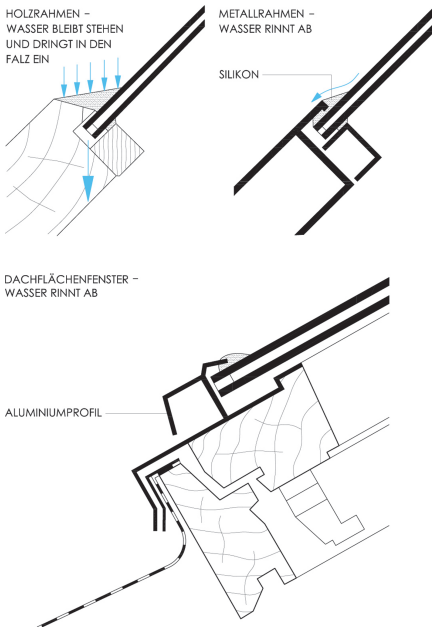 HOLZRAHMEN –
WASSER BLEIBT STEHEN
UND DRINGT IN DEN
FALZ EIN
METALLRAHMEN –
WASSER RINNT AB
SILIKON
DACHFLÄCHENFENSTER –
WASSER RINNT AB
ALUMINIUMPROFIL